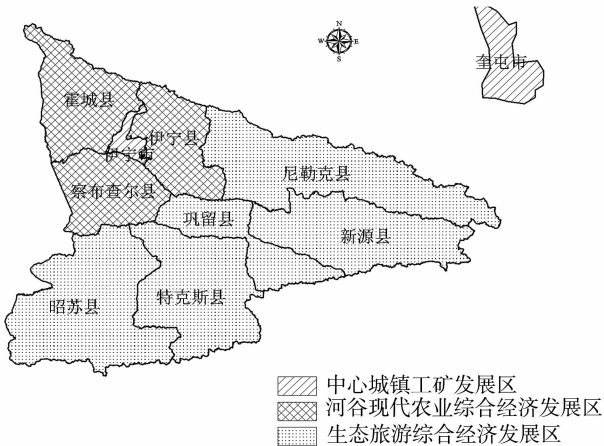 N
W E
S
奎屯市
霍城县
伊宁县
伊宁市
察布查尔县
尼勒克县
巩留县
新源县
特克斯县
昭苏县
中心城镇工矿发展区
河谷现代农业综合经济发展区
生态旅游综合经济发展区